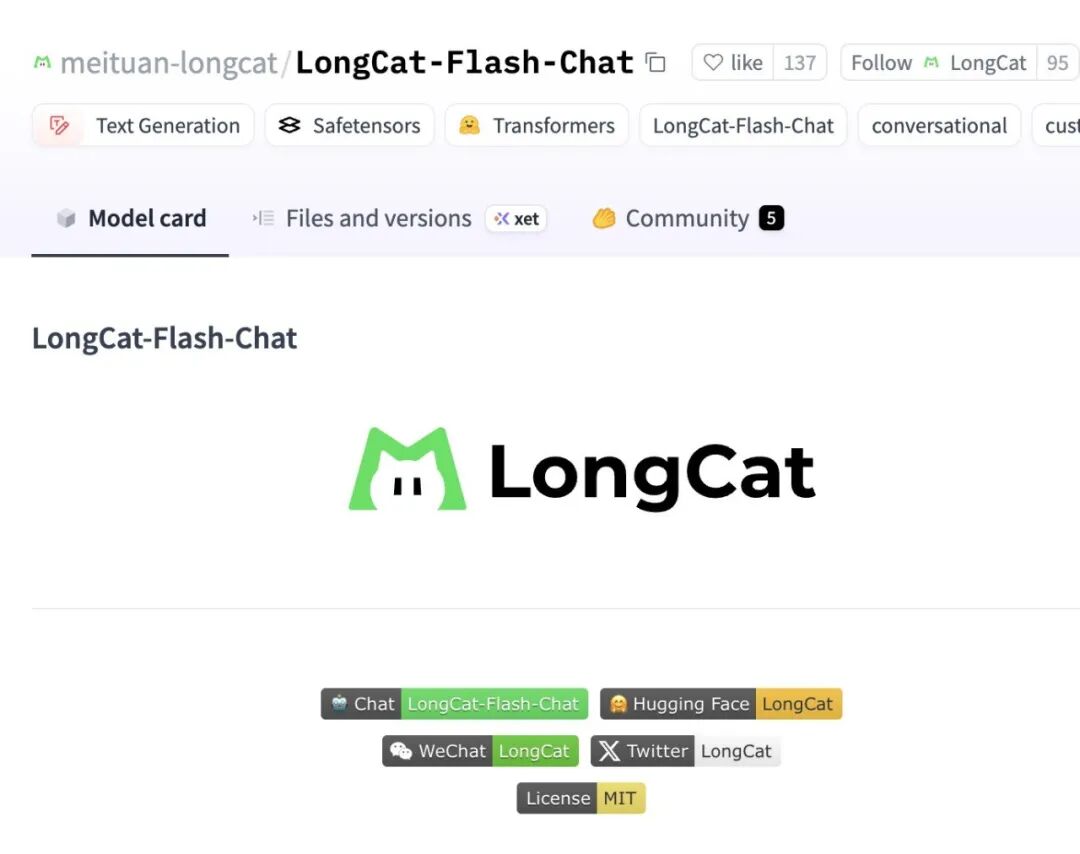 meituan-longcat/LongCat-Flash-Chat like 137 Follow LongCat 95
Text Generation Safetensors Transformers LongCat-Flash-Chat conversational cust
Model card Files and versions xet Community 5
LongCat-Flash-Chat
LongCat
Chat LongCat-Flash-Chat Hugging Face LongCat
WeChat LongCat X Twitter LongCat
License MIT